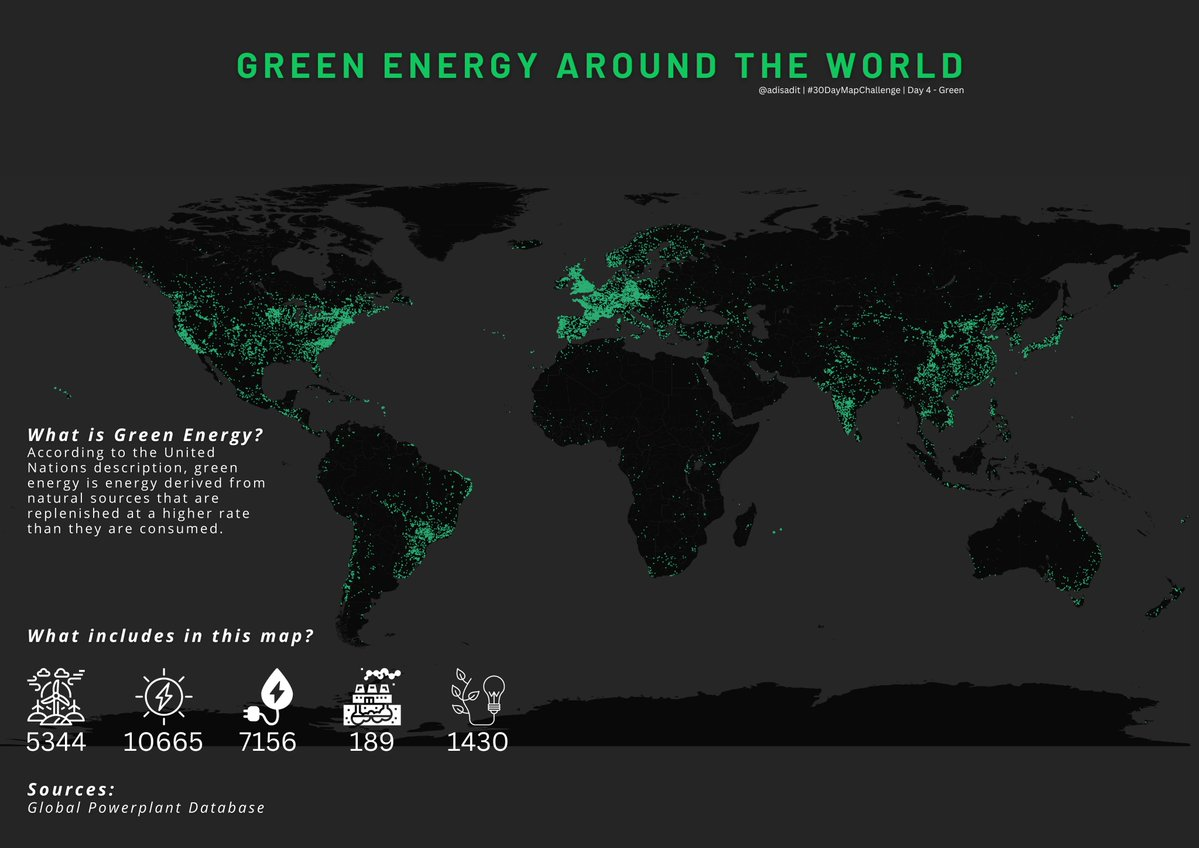 GREEN ENERGY AROUND THE WORLD
@adisadit | #30DayMapChallenge | Day 4 - Green
What is Green Energy?
According to the United
Nations description, green
energy is energy derived from
natural sources that are
replenished at a higher rate
than they are consumed.
What includes in this map?
5344 10665 7156 189 1430
Sources:
Global Powerplant Database